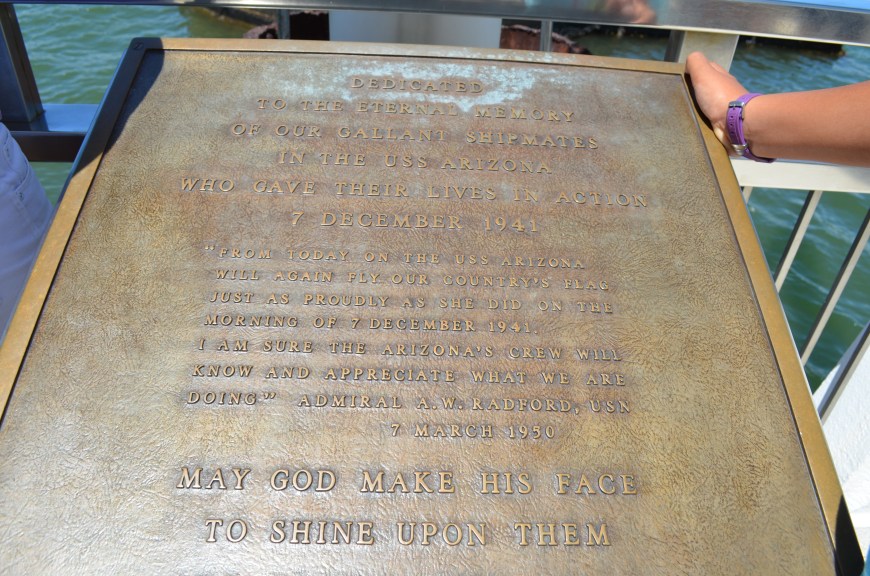 DEDICATED
TO THE ETERNAL MEMORY
OF OUR GALLANT SHIPMATES
IN THE USS ARIZONA
WHO GAVE THEIR LIVES IN ACTION
7 DECEMBER 1941
"FROM TODAY ON THE USS ARIZONA
WILL AGAIN FLY OUR COUNTRY'S FLAG
JUST AS PROUDLY AS SHE DID ON THE
MORNING OF 7 DECEMBER 1941.
I AM SURE THE ARIZONA'S CREW WILL
KNOW AND APPRECIATE WHAT WE ARE
DOING" ADMIRAL A.W. RADFORD, USN
7 MARCH 1950
MAY GOD MAKE HIS FACE
TO SHINE UPON THEM